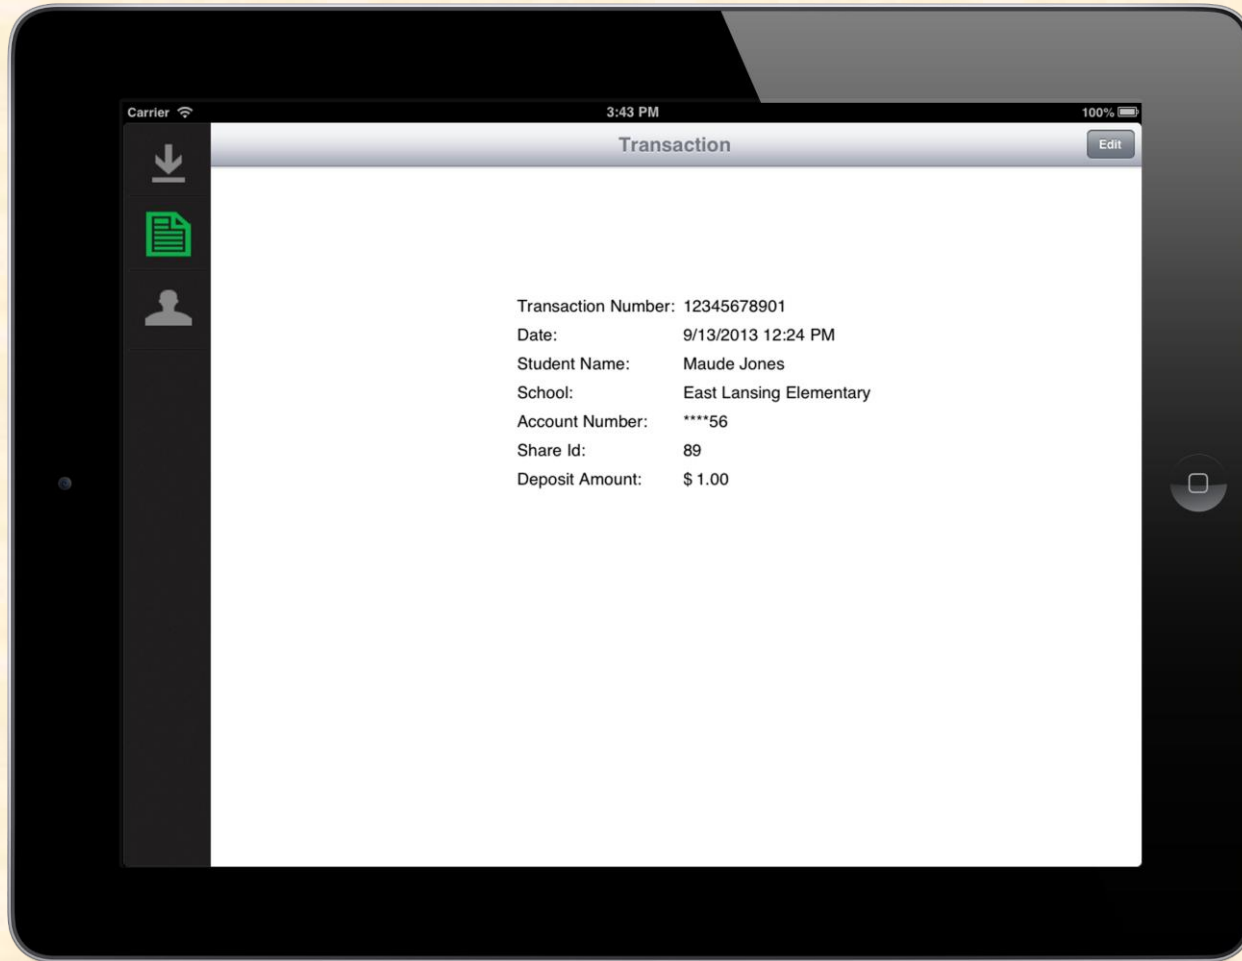 Carrier 3:43 PM 100%
Transaction Edit
Transaction Number: 12345678901
Date: 9/13/2013 12:24 PM
Student Name: Maude Jones
School: East Lansing Elementary
Account Number: ****56
Share Id: 89
Deposit Amount: $ 1.00